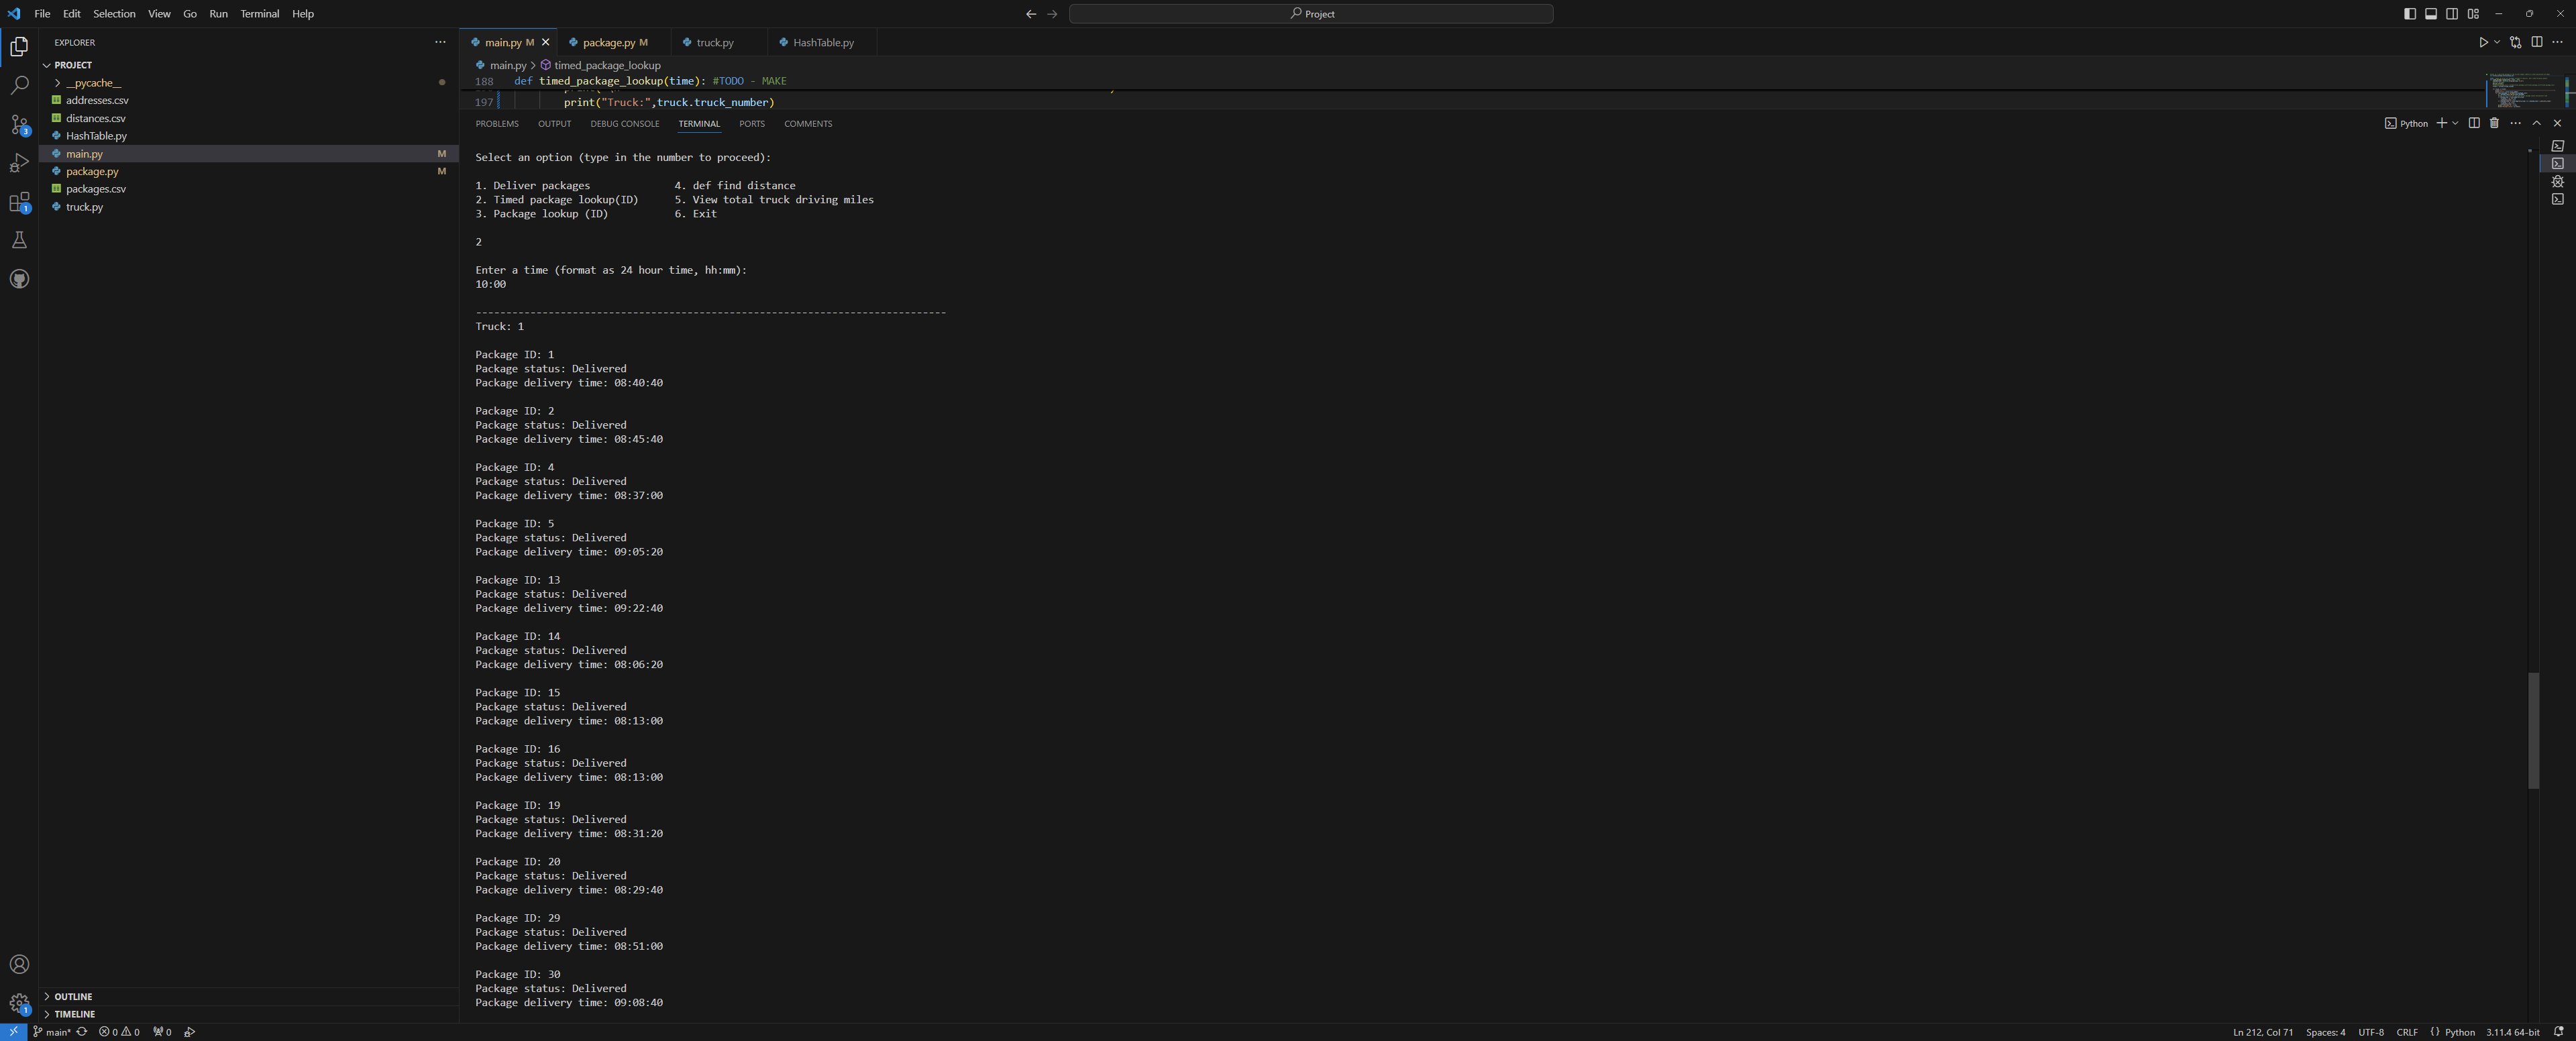 File Edit Selection View Go Run Terminal Help
Project
EXPLORER
PROJECT
__pycache__
addresses.csv
distances.csv
HashTable.py
main.py M
package.py M
packages.csv
truck.py
OUTLINE
TIMELINE
main.py M package.py M truck.py HashTable.py
main.py > timed_package_lookup
188 def timed_package_lookup(time): #TODO - MAKE
197 print("Truck:",truck.truck_number)
PROBLEMS OUTPUT DEBUG CONSOLE TERMINAL PORTS COMMENTS
Python
Select an option (type in the number to proceed):
1. Deliver packages 4. def find distance
2. Timed package lookup(ID) 5. View total truck driving miles
3. Package lookup (ID) 6. Exit
2
Enter a time (format as 24 hour time, hh:mm):
10:00
------------------------------------------------------------------------------
Truck: 1
Package ID: 1
Package status: Delivered
Package delivery time: 08:40:40
Package ID: 2
Package status: Delivered
Package delivery time: 08:45:40
Package ID: 4
Package status: Delivered
Package delivery time: 08:37:00
Package ID: 5
Package status: Delivered
Package delivery time: 09:05:20
Package ID: 13
Package status: Delivered
Package delivery time: 09:22:40
Package ID: 14
Package status: Delivered
Package delivery time: 08:06:20
Package ID: 15
Package status: Delivered
Package delivery time: 08:13:00
Package ID: 16
Package status: Delivered
Package delivery time: 08:13:00
Package ID: 19
Package status: Delivered
Package delivery time: 08:31:20
Package ID: 20
Package status: Delivered
Package delivery time: 08:29:40
Package ID: 29
Package status: Delivered
Package delivery time: 08:51:00
Package ID: 30
Package status: Delivered
Package delivery time: 09:08:40
3
1
1
main* 0 0 0
Ln 212, Col 71 Spaces: 4 UTF-8 CRLF {} Python 3.11.4 64-bit